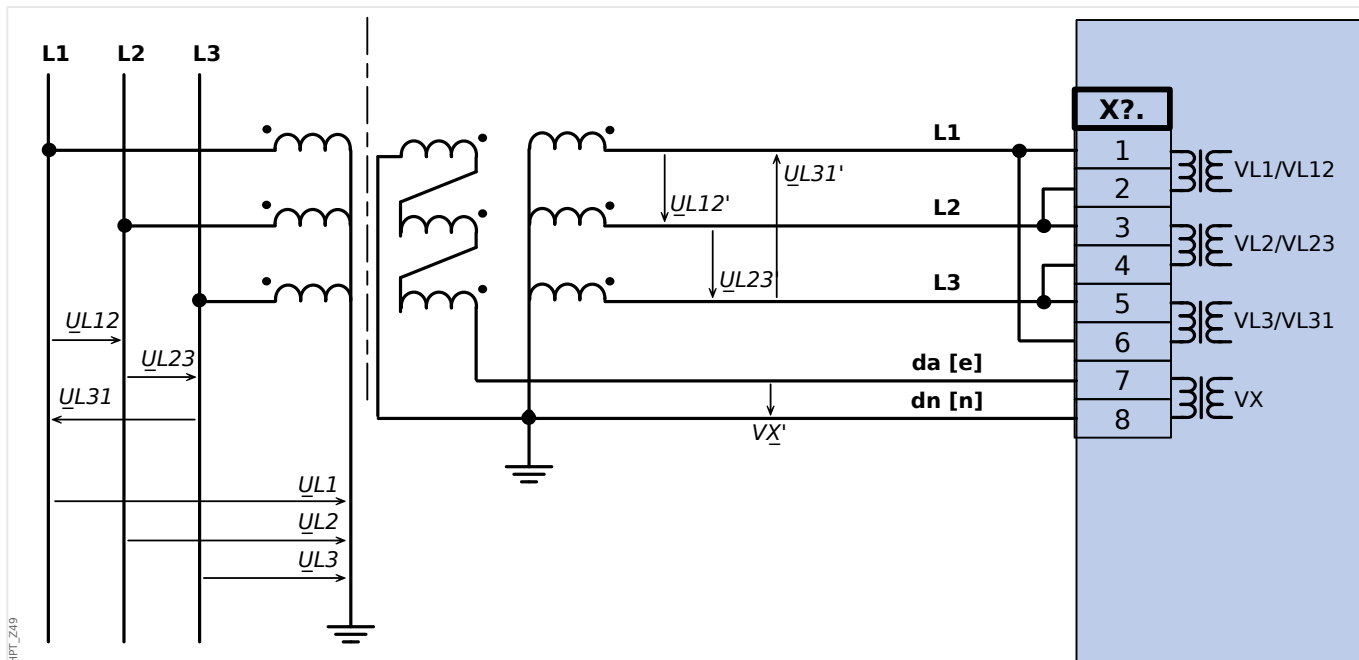 L1 L2 L3
X?.
L1
1
UL31'
VL1/VL12
2
UL12'
L2
3
VL2/VL23
4
UL23'
L3
5
UL12
VL3/VL31
6
UL23
da [e]
7
UL31
dn [n]
VX
8
VX'
UL1
UL2
UL3
HPT_Z49